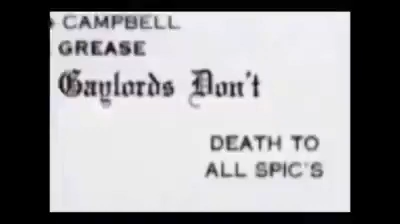 CAMPBELL
GREASE
Gaylords Don't
DEATH TO
ALL SPIC'S